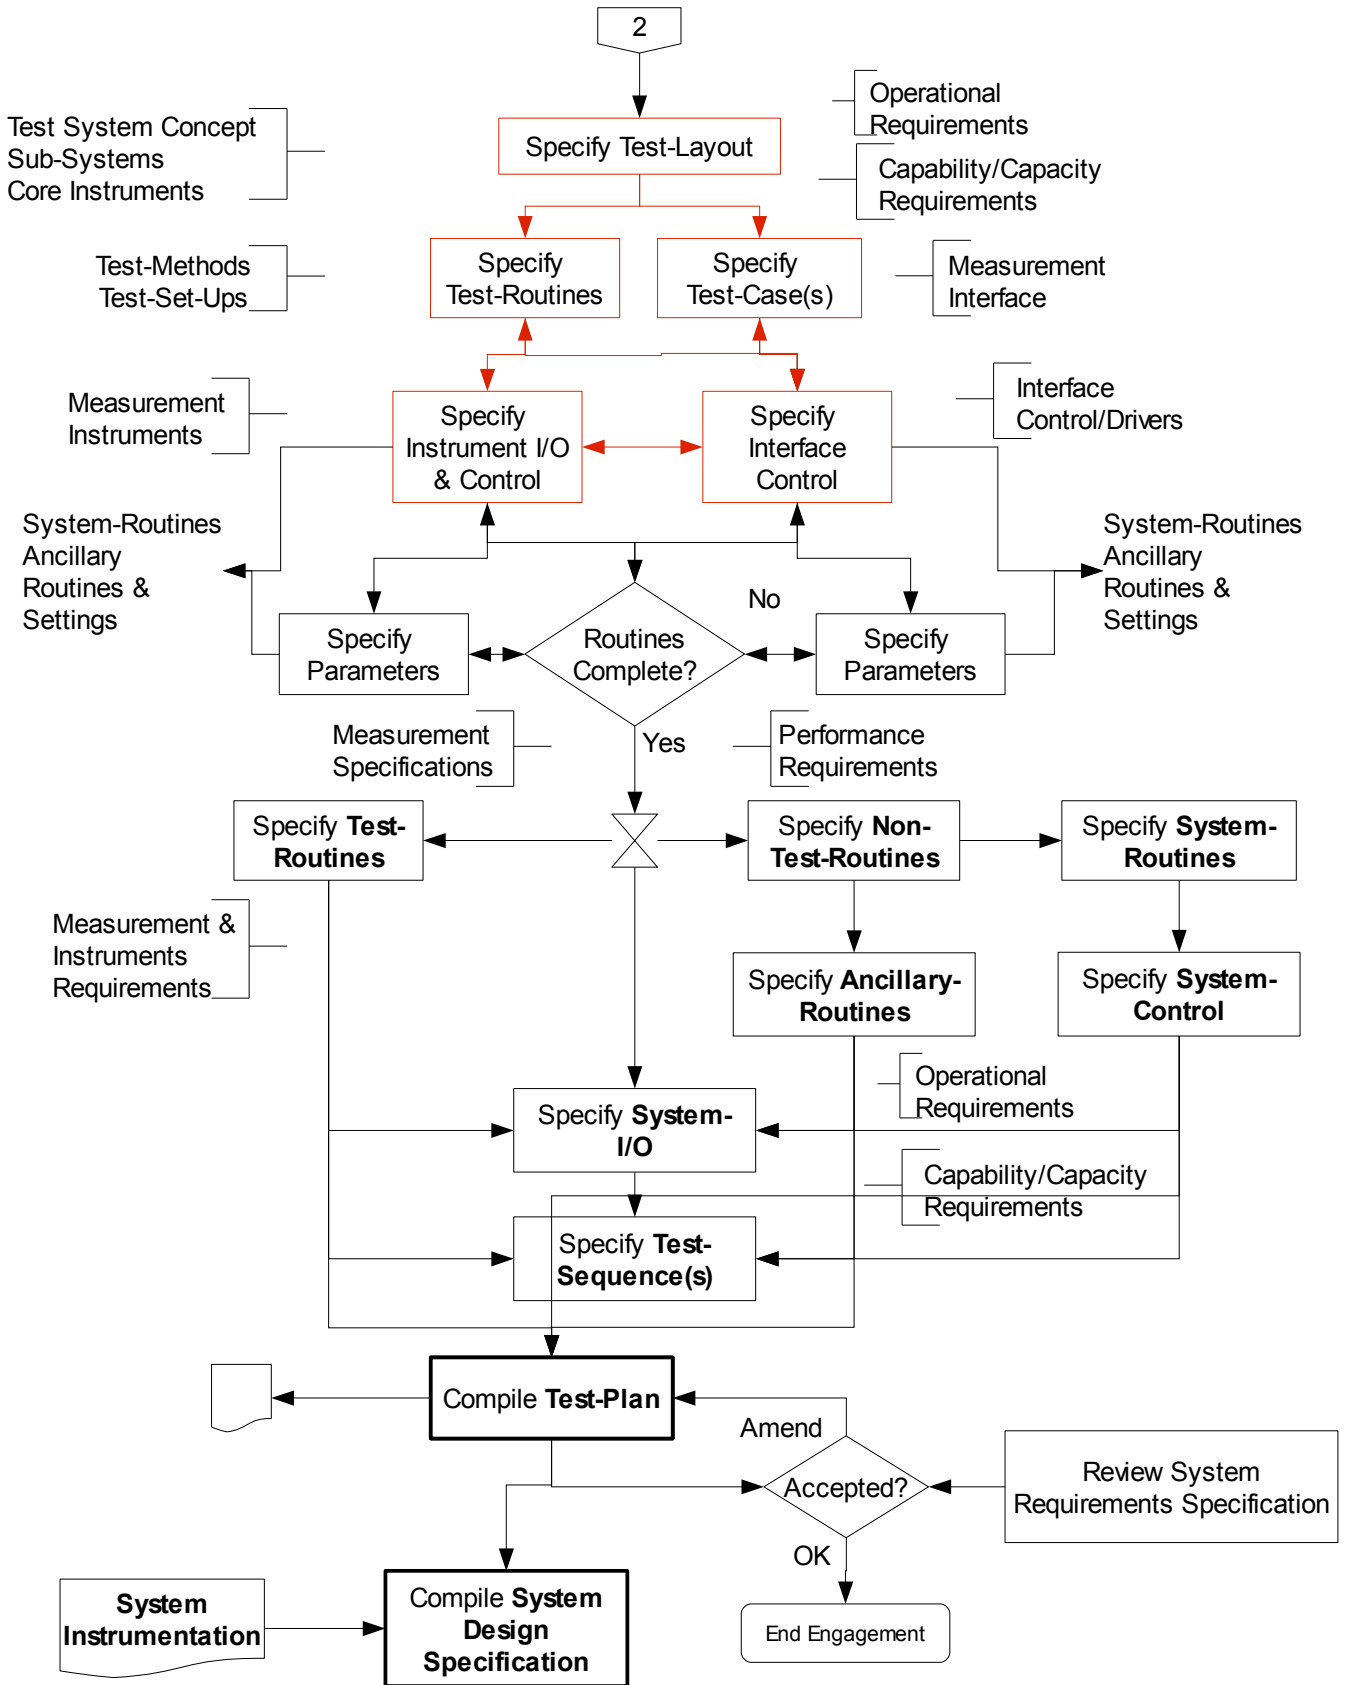 2
Operational
Requirements
Test System Concept
Sub-Systems
Core Instruments
Specify Test-Layout
Capability/Capacity
Requirements
Test-Methods
Test-Set-Ups
Specify
Test-Routines
Specify
Test-Case(s)
Measurement
Interface
Measurement
Instruments
Specify
Instrument I/O
& Control
Specify
Interface
Control
Interface
Control/Drivers
System-Routines
Ancillary
Routines &
Settings
System-Routines
Ancillary
Routines &
Settings
No
Specify
Parameters
Routines
Complete?
Specify
Parameters
Measurement
Specifications
Yes
Performance
Requirements
Specify Test-
Routines
Specify Non-
Test-Routines
Specify System-
Routines
Measurement &
Instruments
Requirements
Specify Ancillary-
Routines
Specify System-
Control
Operational
Requirements
Specify System-
I/O
Capability/Capacity
Requirements
Specify Test-
Sequence(s)
Compile Test-Plan
Amend
Accepted?
Review System
Requirements Specification
OK
System
Instrumentation
Compile System
Design
Specification
End Engagement